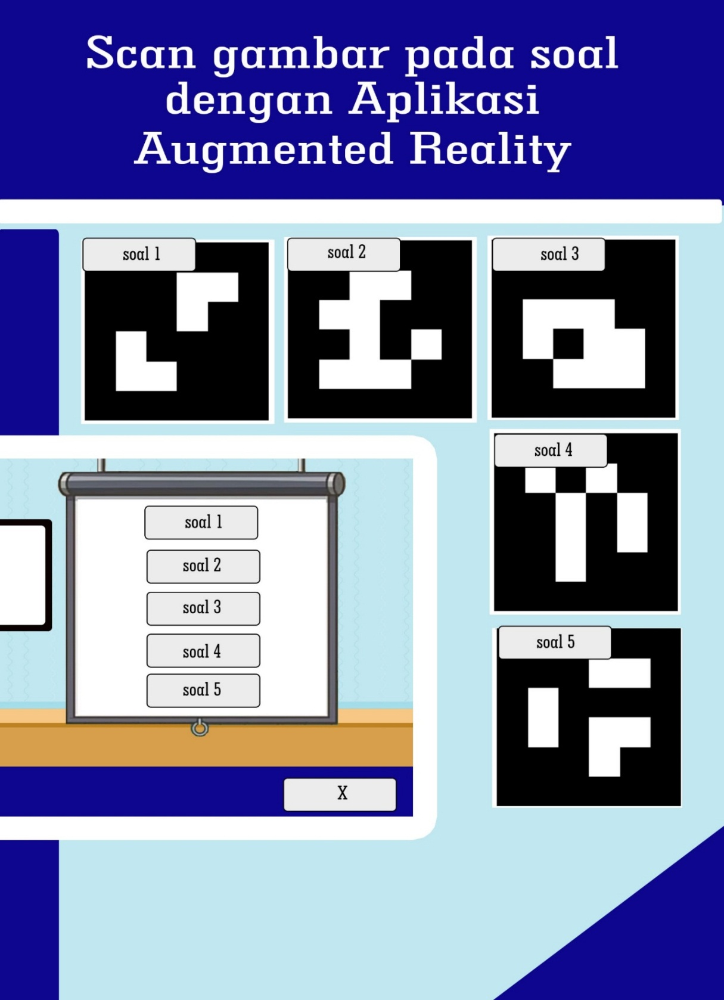 Scan gambar pada soal
dengan Aplikasi
Augmented Reality
soal 1
soal 2
soal 3
soal 4
soal 5
soal 1
soal 2
soal 3
soal 4
soal 5
X